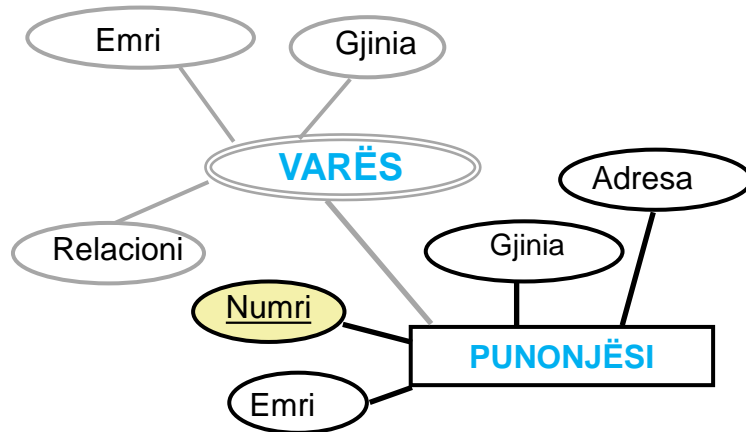 Emri
Gjinia
VARËS
Adresa
Relacioni
Gjinia
Numri
PUNONJËSI
Emri